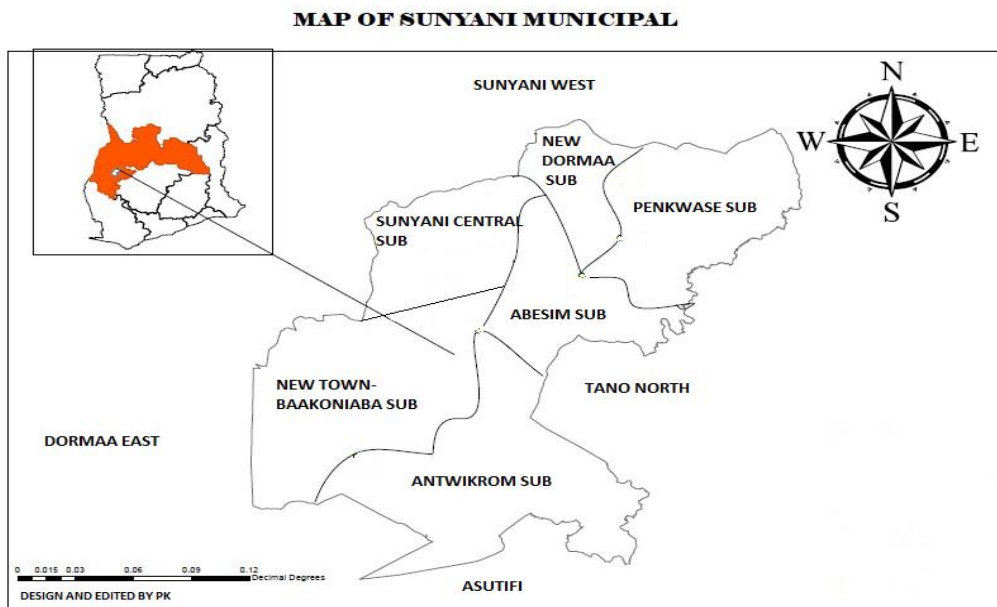 MAP OF SUNYANI MUNICIPAL
SUNYANI WEST
N
W
E
S
NEW
DORMAA
SUB
PENKWASE SUB
SUNYANI CENTRAL
SUB
ABESIM SUB
NEW TOWN-
BAAKONIABA SUB
TANO NORTH
DORMAA EAST
ANTWIKROM SUB
0 0.015 0.03 0.06 0.09 0.12
Decimal Degrees
ASUTIFI
DESIGN AND EDITED BY PK